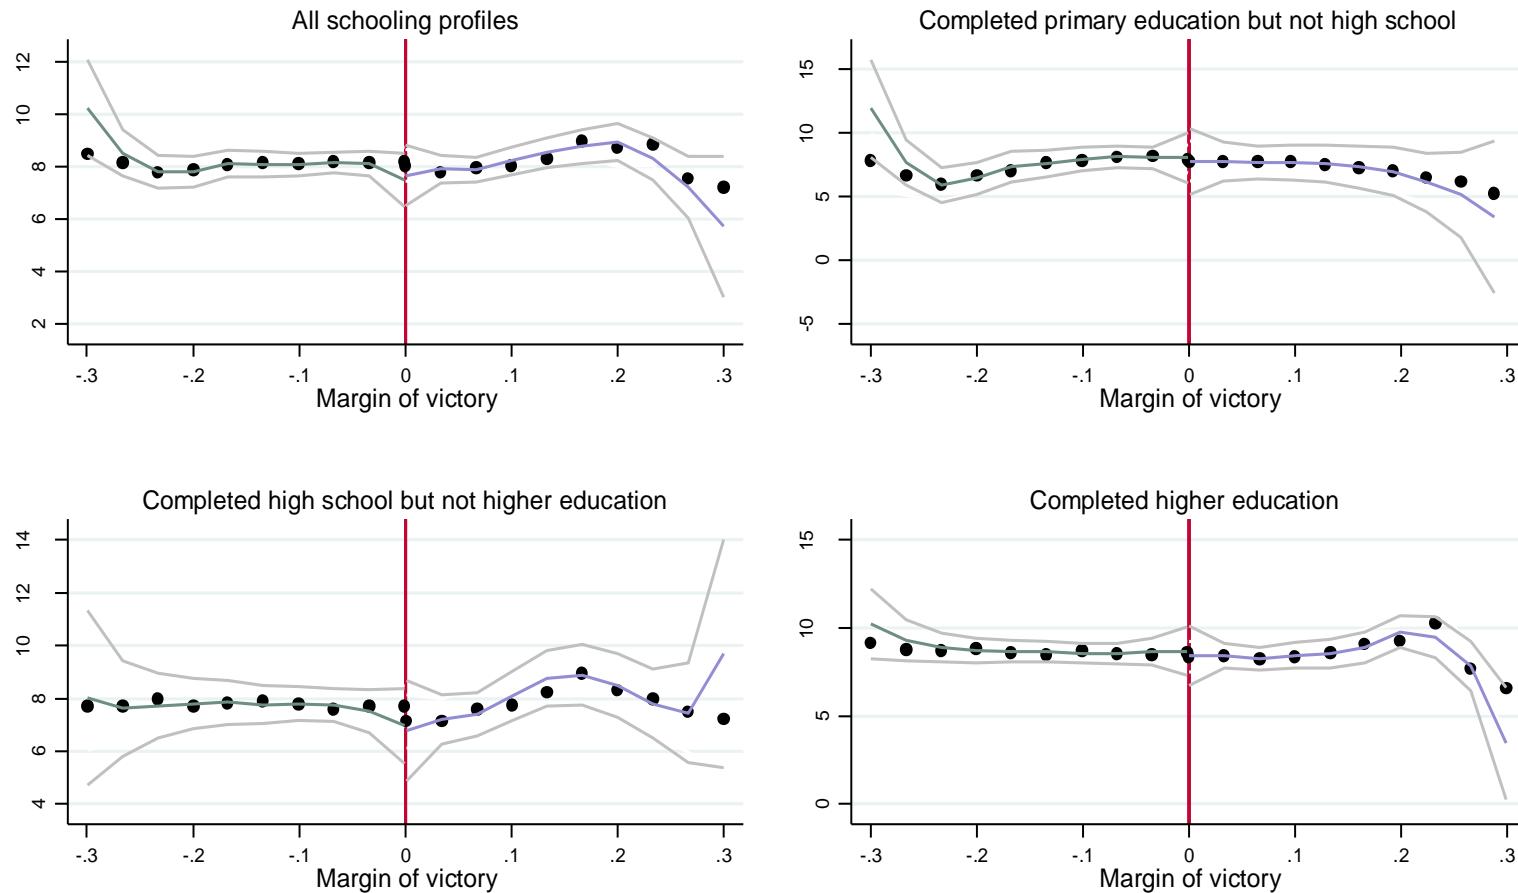 All schooling profiles
12
10
8
6
4
2
-.3 -.2 -.1 0 .1 .2 .3
Margin of victory
Completed primary education but not high school
15
10
5
0
-5
-.3 -.2 -.1 0 .1 .2 .3
Margin of victory
Completed high school but not higher education
14
12
10
8
6
4
-.3 -.2 -.1 0 .1 .2 .3
Margin of victory
Completed higher education
15
10
5
0
-.3 -.2 -.1 0 .1 .2 .3
Margin of victory